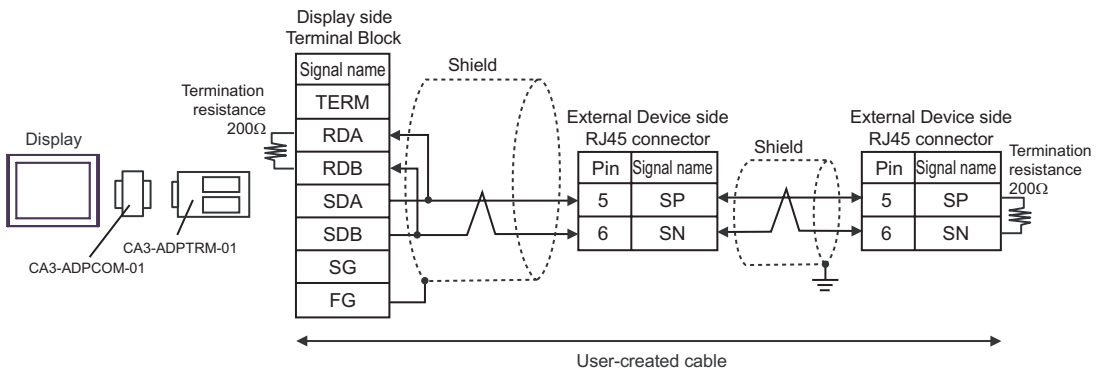 Display side
Terminal Block
Signal name
TERM
RDA
RDB
SDA
SDB
SG
FG
Shield
Termination
resistance
200Ω
Display
CA3-ADPTRM-01
CA3-ADPCOM-01
External Device side
RJ45 connector
Pin Signal name
5 SP
6 SN
Shield
External Device side
RJ45 connector
Pin Signal name
5 SP
6 SN
Termination
resistance
200Ω
User-created cable